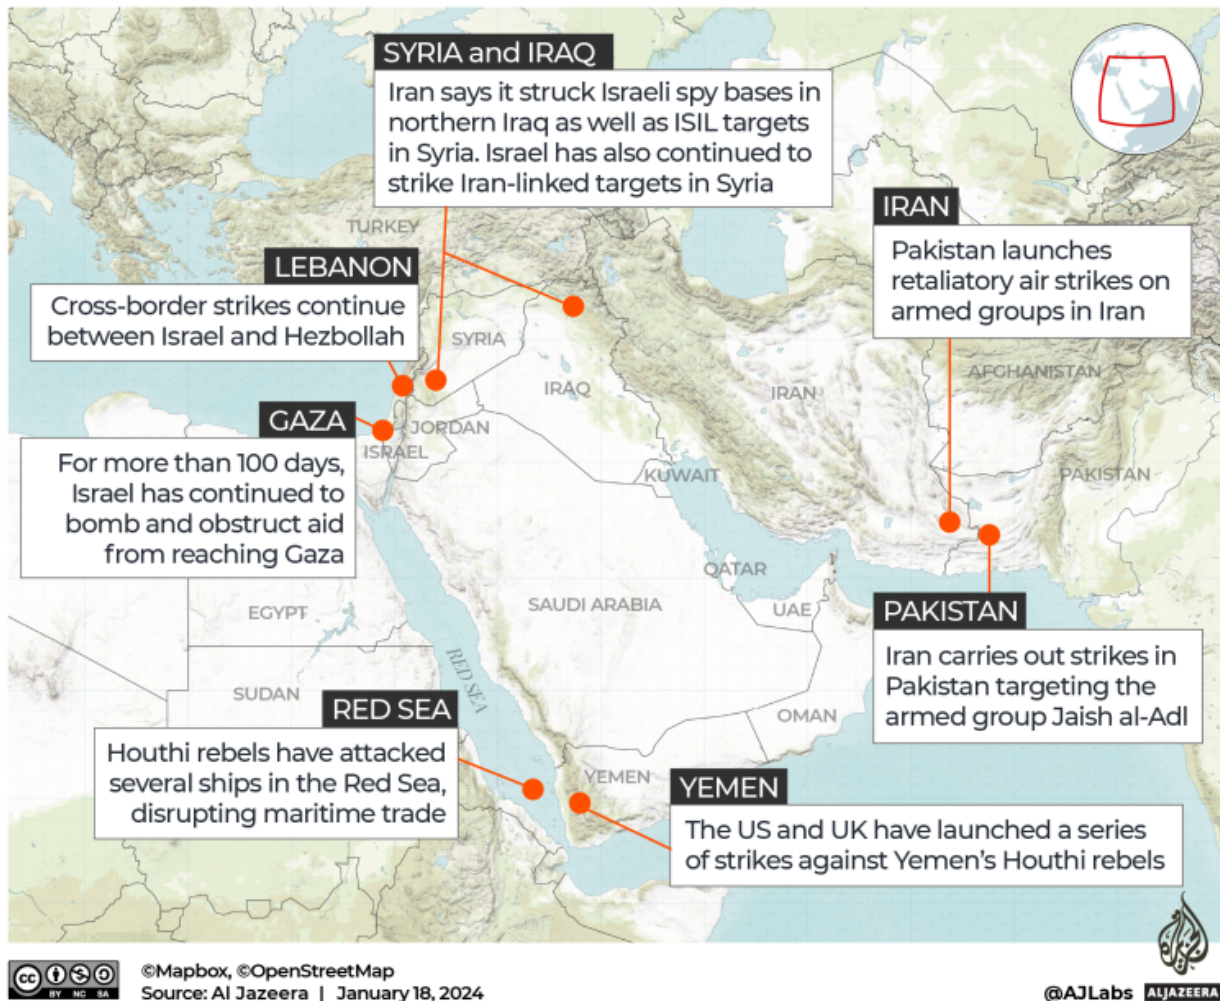 SYRIA and IRAQ
Iran says it struck Israeli spy bases in
northern Iraq as well as ISIL targets
in Syria. Israel has also continued to
strike Iran-linked targets in Syria
IRAN
Pakistan launches
retaliatory air strikes on
armed groups in Iran
TURKEY
LEBANON
Cross-border strikes continue
between Israel and Hezbollah
SYRIA
IRAQ
IRAN
AFGHANISTAN
GAZA
For more than 100 days,
Israel has continued to
bomb and obstruct aid
from reaching Gaza
JORDAN
ISRAEL
KUWAIT
PAKISTAN
QATAR
EGYPT
SAUDI ARABIA
UAE
PAKISTAN
Iran carries out strikes in
Pakistan targeting the
armed group Jaish al-Adl
RED SEA
SUDAN
OMAN
RED SEA
Houthi rebels have attacked
several ships in the Red Sea,
disrupting maritime trade
YEMEN
YEMEN
The US and UK have launched a series
of strikes against Yemen's Houthi rebels
cc BY NC SA
©Mapbox, ©OpenStreetMap
Source: Al Jazeera | January 18, 2024
@AJLabs ALJAZEERA